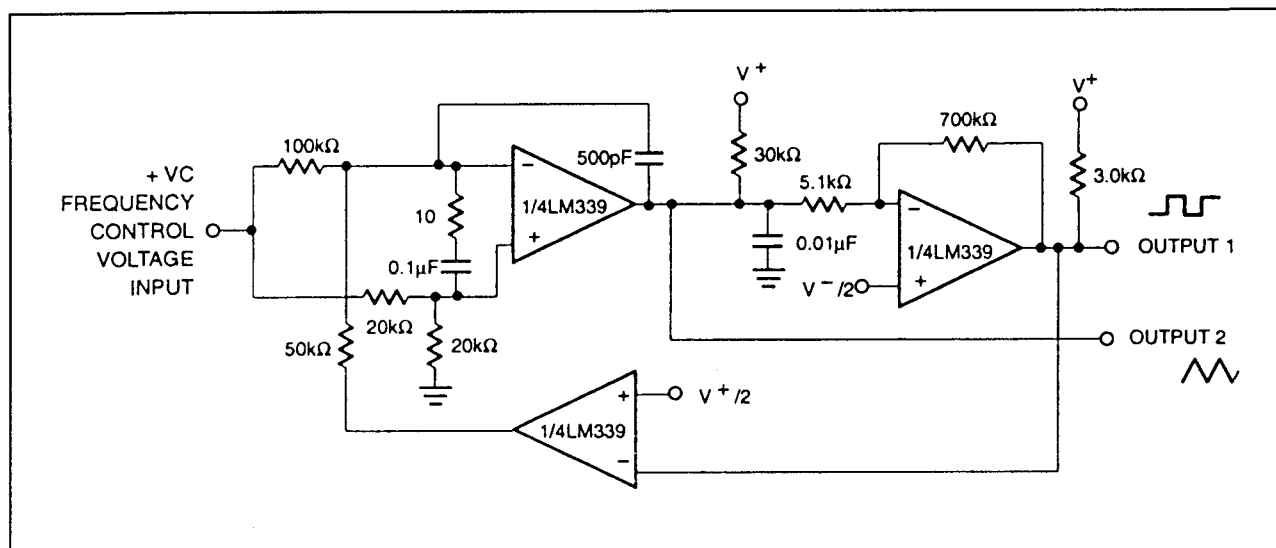 V+
V+
700kΩ
100kΩ
500pF
30kΩ
3.0kΩ
+ VC
FREQUENCY
CONTROL
VOLTAGE
INPUT
5.1kΩ
−
1/4LM339
+
10
0.1μF
0.01μF
−
1/4LM339
+
OUTPUT 1
V−/2
20kΩ
20kΩ
50kΩ
OUTPUT 2
+
1/4LM339
−
V+/2